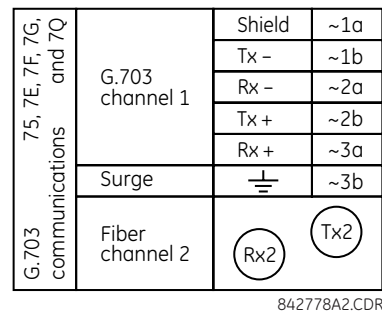 G.703
communications
75, 7E, 7F, 7G,
and 7Q
G.703
channel 1
Shield ~1a
Tx – ~1b
Rx – ~2a
Tx + ~2b
Rx + ~3a
Surge ~3b
Fiber
channel 2
Rx2
Tx2
842778A2.CDR